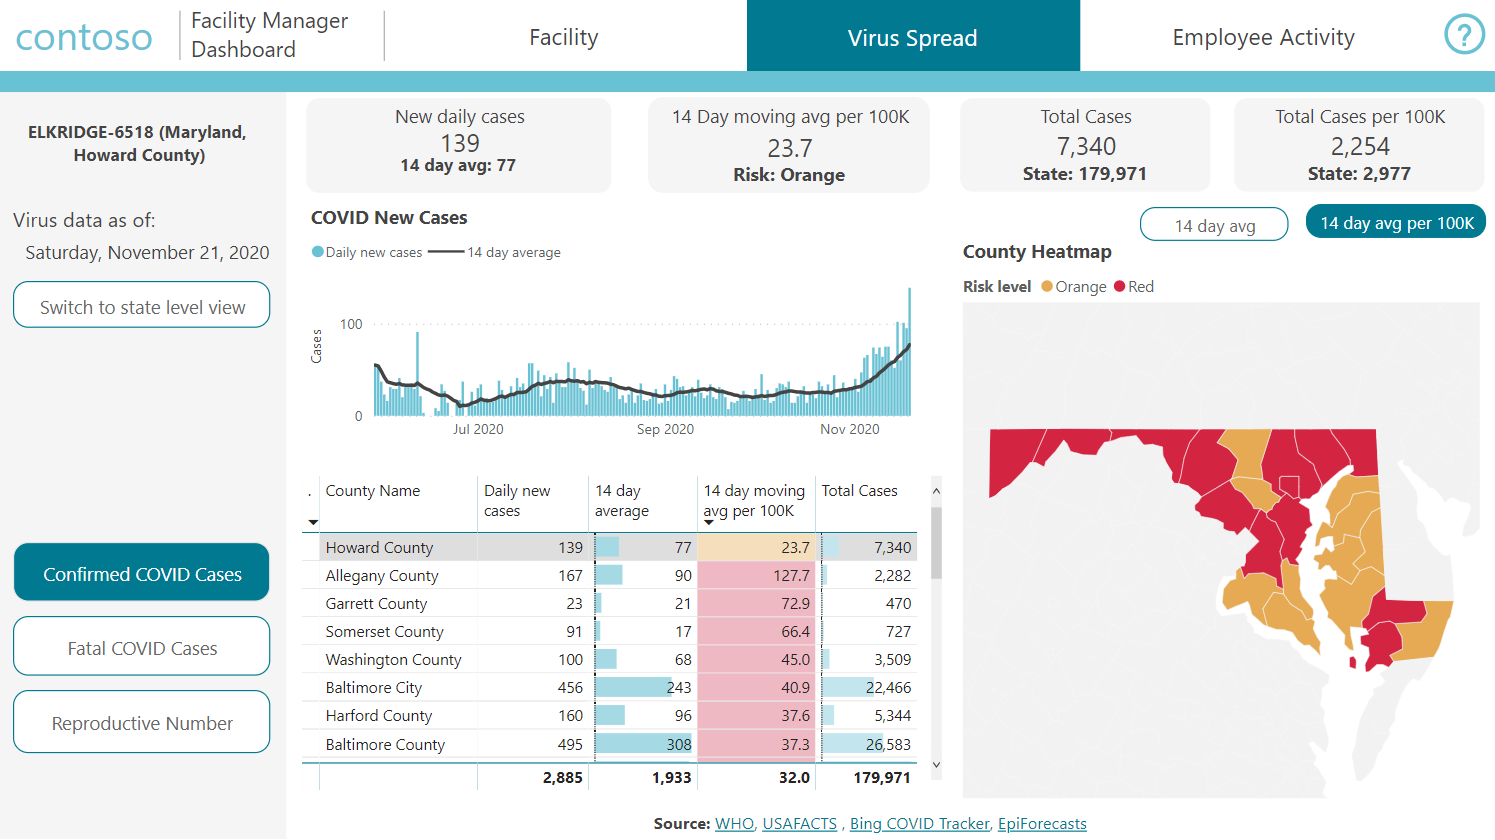 contoso
Facility Manager
Dashboard
Facility
Virus Spread
Employee Activity
?
ELKRIDGE-6518 (Maryland,
Howard County)
Virus data as of:
Saturday, November 21, 2020
Switch to state level view
Confirmed COVID Cases
Fatal COVID Cases
Reproductive Number
New daily cases
139
14 day avg: 77
14 Day moving avg per 100K
23.7
Risk: Orange
Total Cases
7,340
State: 179,971
Total Cases per 100K
2,254
State: 2,977
COVID New Cases
Daily new cases 14 day average
Cases
100
0
Jul 2020 Sep 2020 Nov 2020
14 day avg
14 day avg per 100K
County Heatmap
Risk level Orange Red
. County Name Daily new cases 14 day average 14 day moving avg per 100K Total Cases
Howard County 139 77 23.7 7,340
Allegany County 167 90 127.7 2,282
Garrett County 23 21 72.9 470
Somerset County 91 17 66.4 727
Washington County 100 68 45.0 3,509
Baltimore City 456 243 40.9 22,466
Harford County 160 96 37.6 5,344
Baltimore County 495 308 37.3 26,583
2,885 1,933 32.0 179,971
Source: WHO, USAFACTS , Bing COVID Tracker, EpiForecasts